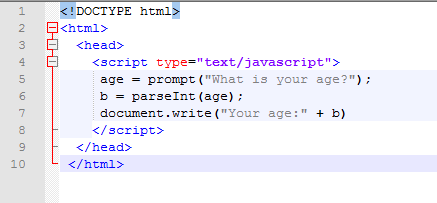 1 <!DOCTYPE html>
2 <html>
3 <head>
4 <script type="text/javascript">
5 age = prompt("What is your age?");
6 b = parseInt(age);
7 document.write("Your age:" + b)
8 </script>
9 </head>
10 </html>